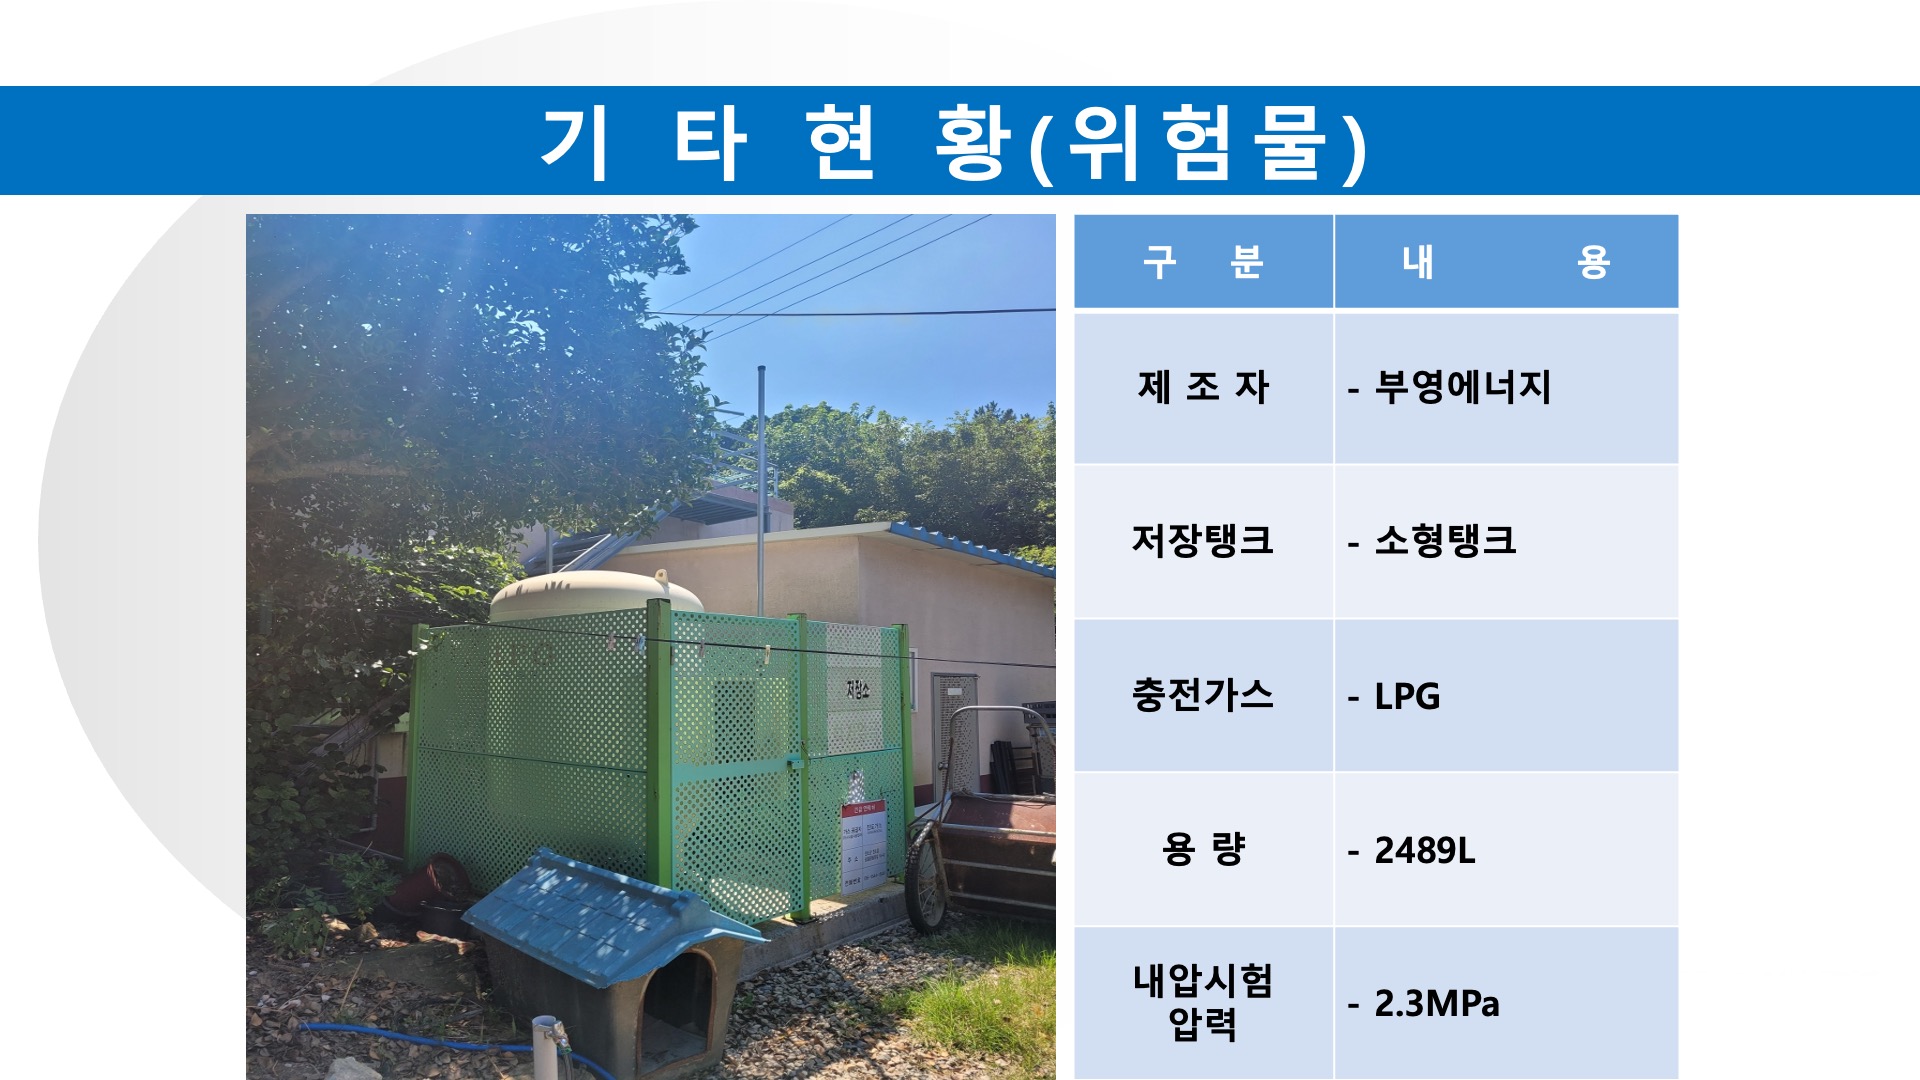 기 타 현 황(위험물)
저장소
구 분
내 용
제 조 자
- 부영에너지
저장탱크
- 소형탱크
충전가스
- LPG
용 량
- 2489L
내압시험
압력
- 2.3MPa